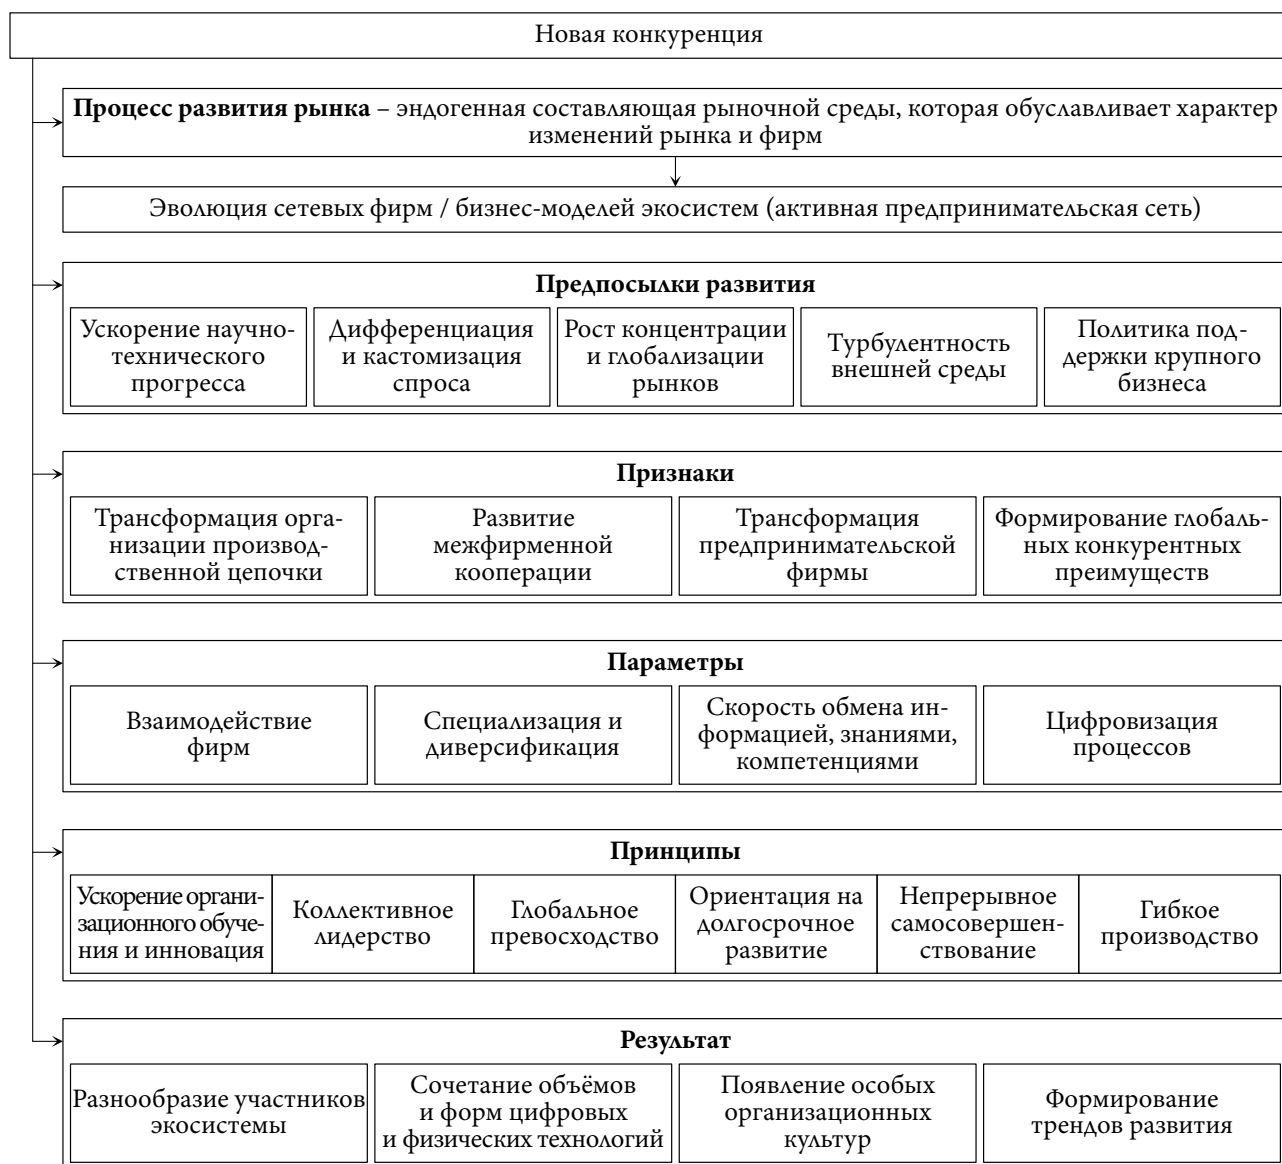 Новая конкуренция
Процесс развития рынка – эндогенная составляющая рыночной среды, которая обуславливает характер
изменений рынка и фирм
Эволюция сетевых фирм / бизнес-моделей экосистем (активная предпринимательская сеть)
Предпосылки развития
Ускорение научно-
технического
прогресса
Дифференциация
и кастомизация
спроса
Рост концентрации
и глобализации
рынков
Турбулентность
внешней среды
Политика под-
держки крупного
бизнеса
Признаки
Трансформация орга-
низации производ-
ственной цепочки
Развитие
межфирменной
кооперации
Трансформация
предпринимательской
фирмы
Формирование глобаль-
ных конкурентных
преимуществ
Параметры
Взаимодействие
фирм
Специализация и
диверсификация
Скорость обмена ин-
формацией, знаниями,
компетенциями
Цифровизация
процессов
Принципы
Ускорение органи-
зационного обуче-
ния и инновация
Коллективное
лидерство
Глобальное
превосходство
Ориентация на
долгосрочное
развитие
Непрерывное
самосовершен-
ствование
Гибкое
производство
Результат
Разнообразие участников
экосистемы
Сочетание объёмов
и форм цифровых
и физических технологий
Появление особых
организационных
культур
Формирование
трендов развития